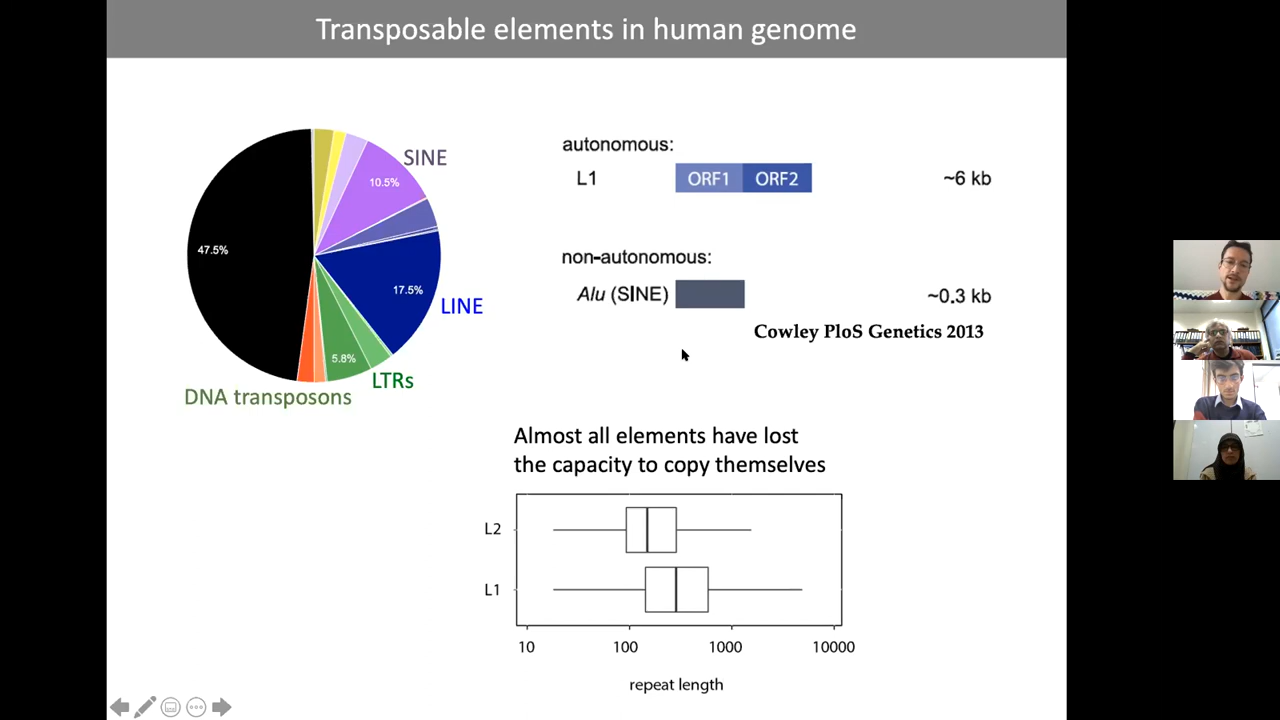 Transposable elements in human genome
SINE
10.5%
47.5%
17.5%
LINE
5.8%
LTRs
DNA transposons
autonomous:
L1 ORF1 ORF2 ~6 kb
non-autonomous:
Alu (SINE) ~0.3 kb
Cowley PloS Genetics 2013
Almost all elements have lost
the capacity to copy themselves
L2
L1
10 100 1000 10000
repeat length